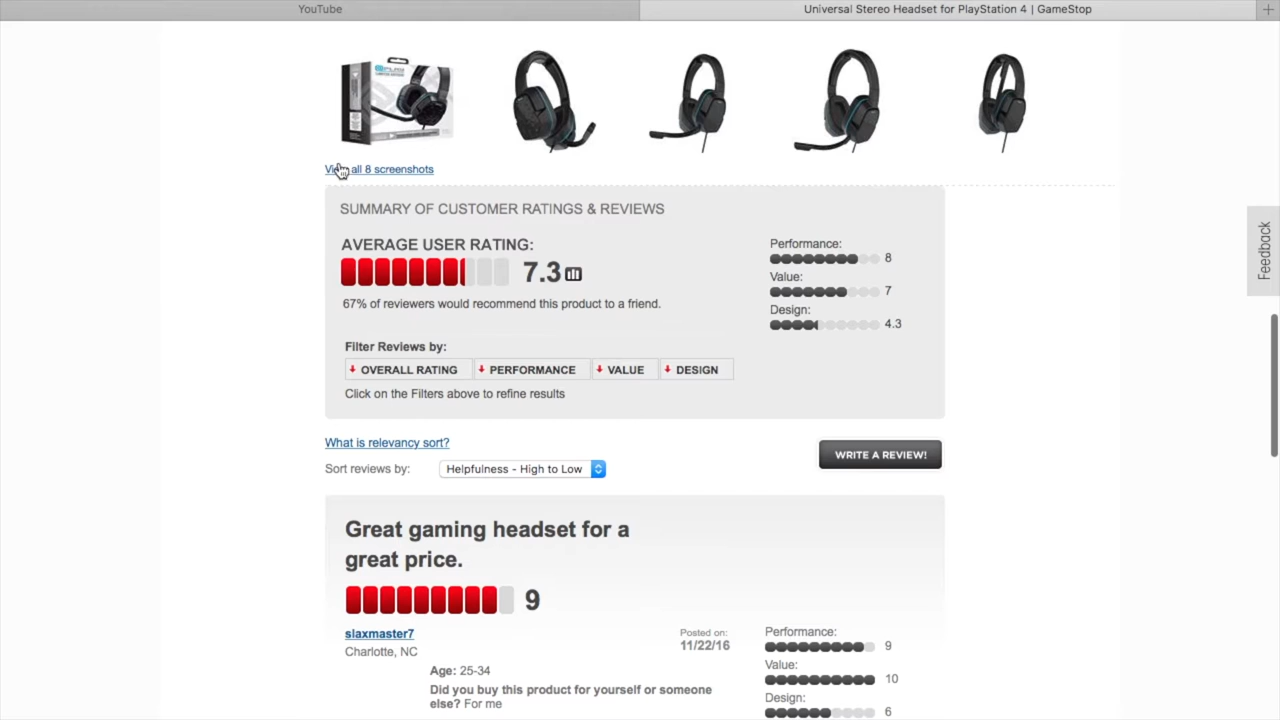 YouTube
Universal Stereo Headset for PlayStation 4 | GameStop
all 8 screenshots
SUMMARY OF CUSTOMER RATINGS & REVIEWS
AVERAGE USER RATING:
7.3
67% of reviewers would recommend this product to a friend.
Performance:
8
Value:
7
Design:
4.3
Filter Reviews by:
OVERALL RATING PERFORMANCE VALUE DESIGN
Click on the Filters above to refine results
What is relevancy sort?
Sort reviews by: Helpfulness - High to Low
WRITE A REVIEW!
Feedback
Great gaming headset for a
great price.
9
slaxmaster7
Charlotte, NC
Posted on:
11/22/16
Age: 25-34
Did you buy this product for yourself or someone
else? For me
Performance:
9
Value:
10
Design:
6